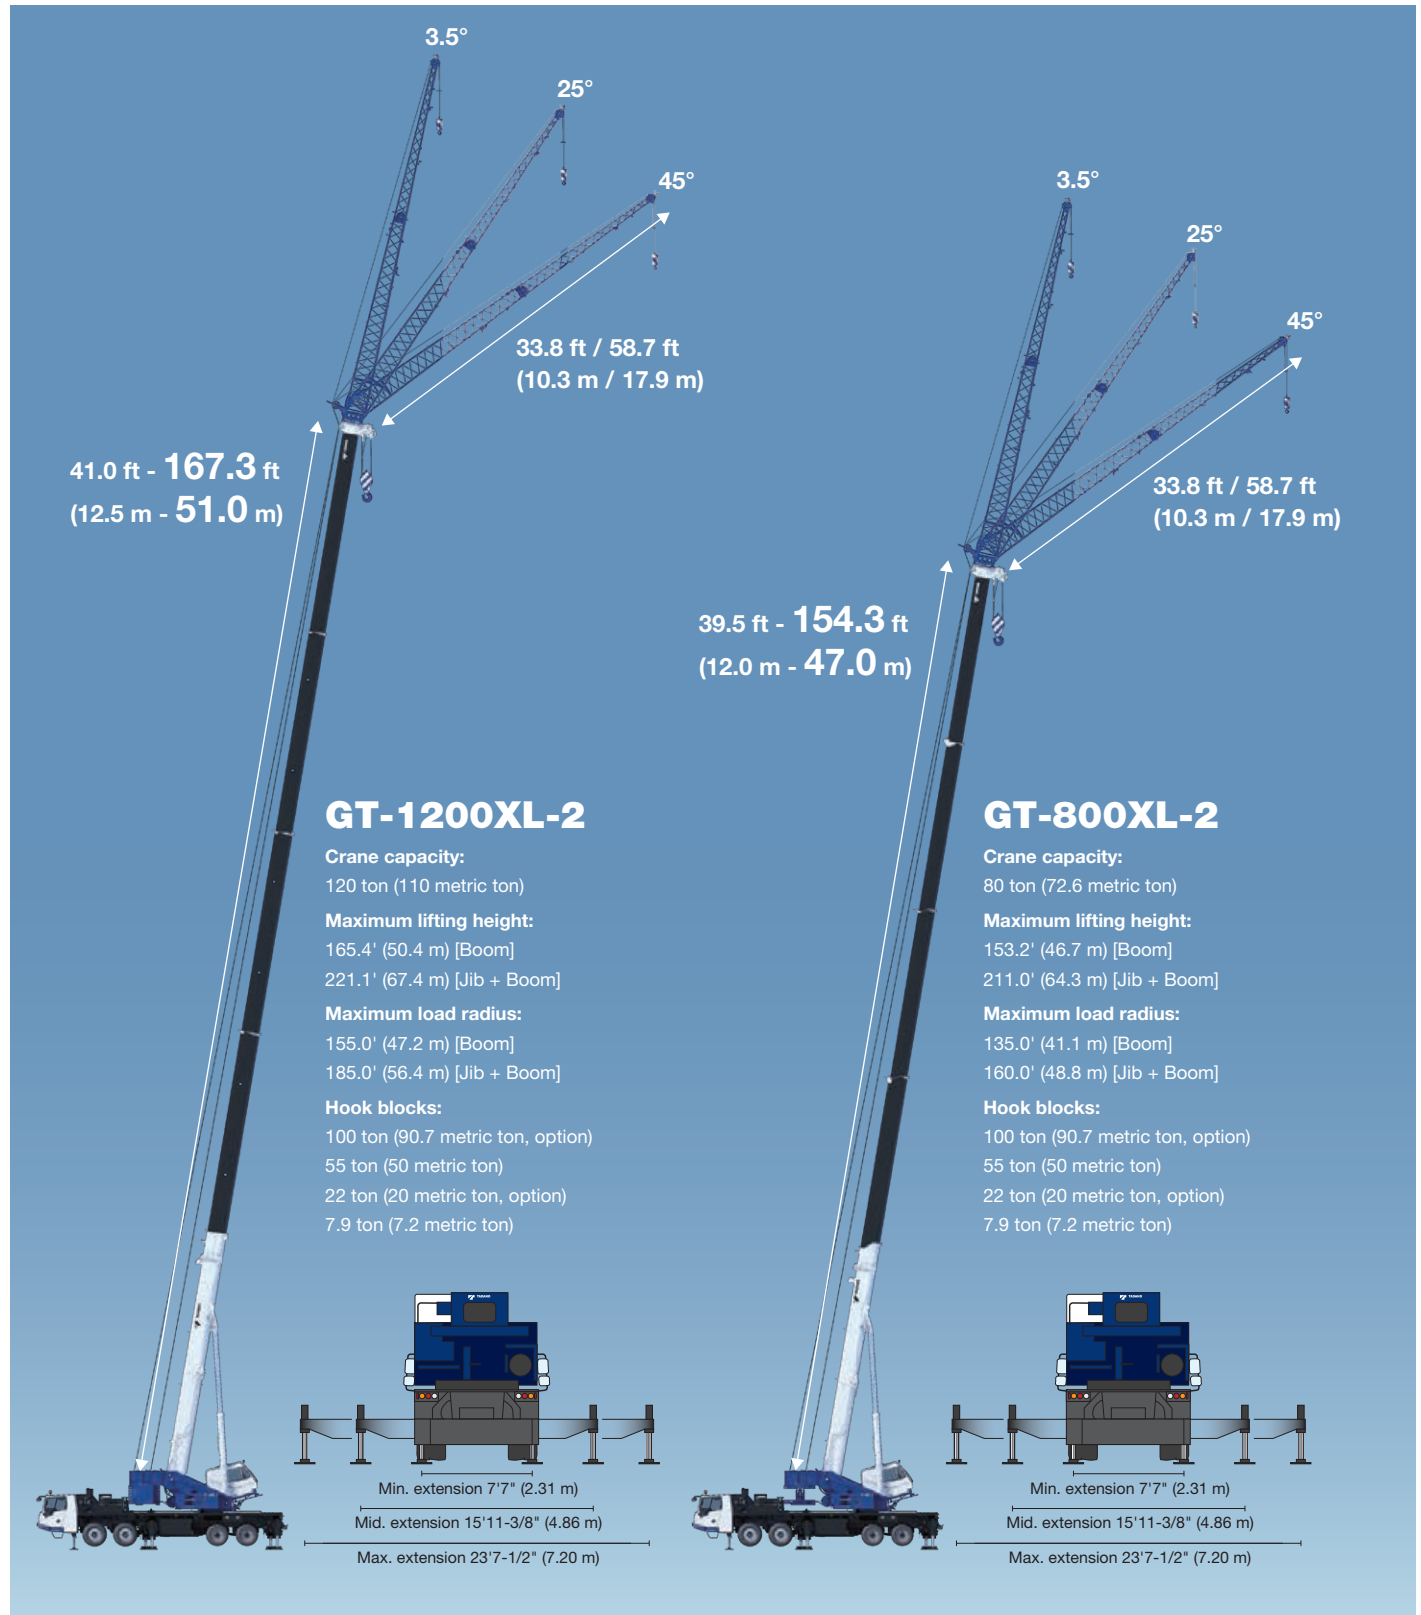 3.5°
25°
45°
33.8 ft / 58.7 ft
(10.3 m / 17.9 m)
41.0 ft - 167.3 ft
(12.5 m - 51.0 m)
3.5°
25°
45°
33.8 ft / 58.7 ft
(10.3 m / 17.9 m)
39.5 ft - 154.3 ft
(12.0 m - 47.0 m)
GT-1200XL-2
Crane capacity:
120 ton (110 metric ton)
Maximum lifting height:
165.4' (50.4 m) [Boom]
221.1' (67.4 m) [Jib + Boom]
Maximum load radius:
155.0' (47.2 m) [Boom]
185.0' (56.4 m) [Jib + Boom]
Hook blocks:
100 ton (90.7 metric ton, option)
55 ton (50 metric ton)
22 ton (20 metric ton, option)
7.9 ton (7.2 metric ton)
TADANO
Min. extension 7'7" (2.31 m)
Mid. extension 15'11-3/8" (4.86 m)
Max. extension 23'7-1/2" (7.20 m)
GT-800XL-2
Crane capacity:
80 ton (72.6 metric ton)
Maximum lifting height:
153.2' (46.7 m) [Boom]
211.0' (64.3 m) [Jib + Boom]
Maximum load radius:
135.0' (41.1 m) [Boom]
160.0' (48.8 m) [Jib + Boom]
Hook blocks:
100 ton (90.7 metric ton, option)
55 ton (50 metric ton)
22 ton (20 metric ton, option)
7.9 ton (7.2 metric ton)
TADANO
Min. extension 7'7" (2.31 m)
Mid. extension 15'11-3/8" (4.86 m)
Max. extension 23'7-1/2" (7.20 m)